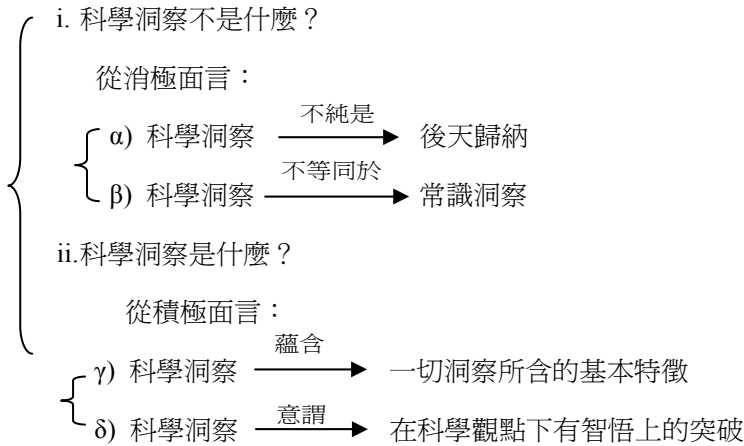 i. 科學洞察不是什麼？
從消極面言：
α) 科學洞察 不純是 後天歸納
β) 科學洞察 不等同於 常識洞察
ii.科學洞察是什麼？
從積極面言：
γ) 科學洞察 蘊含 一切洞察所含的基本特徵
δ) 科學洞察 意謂 在科學觀點下有智悟上的突破